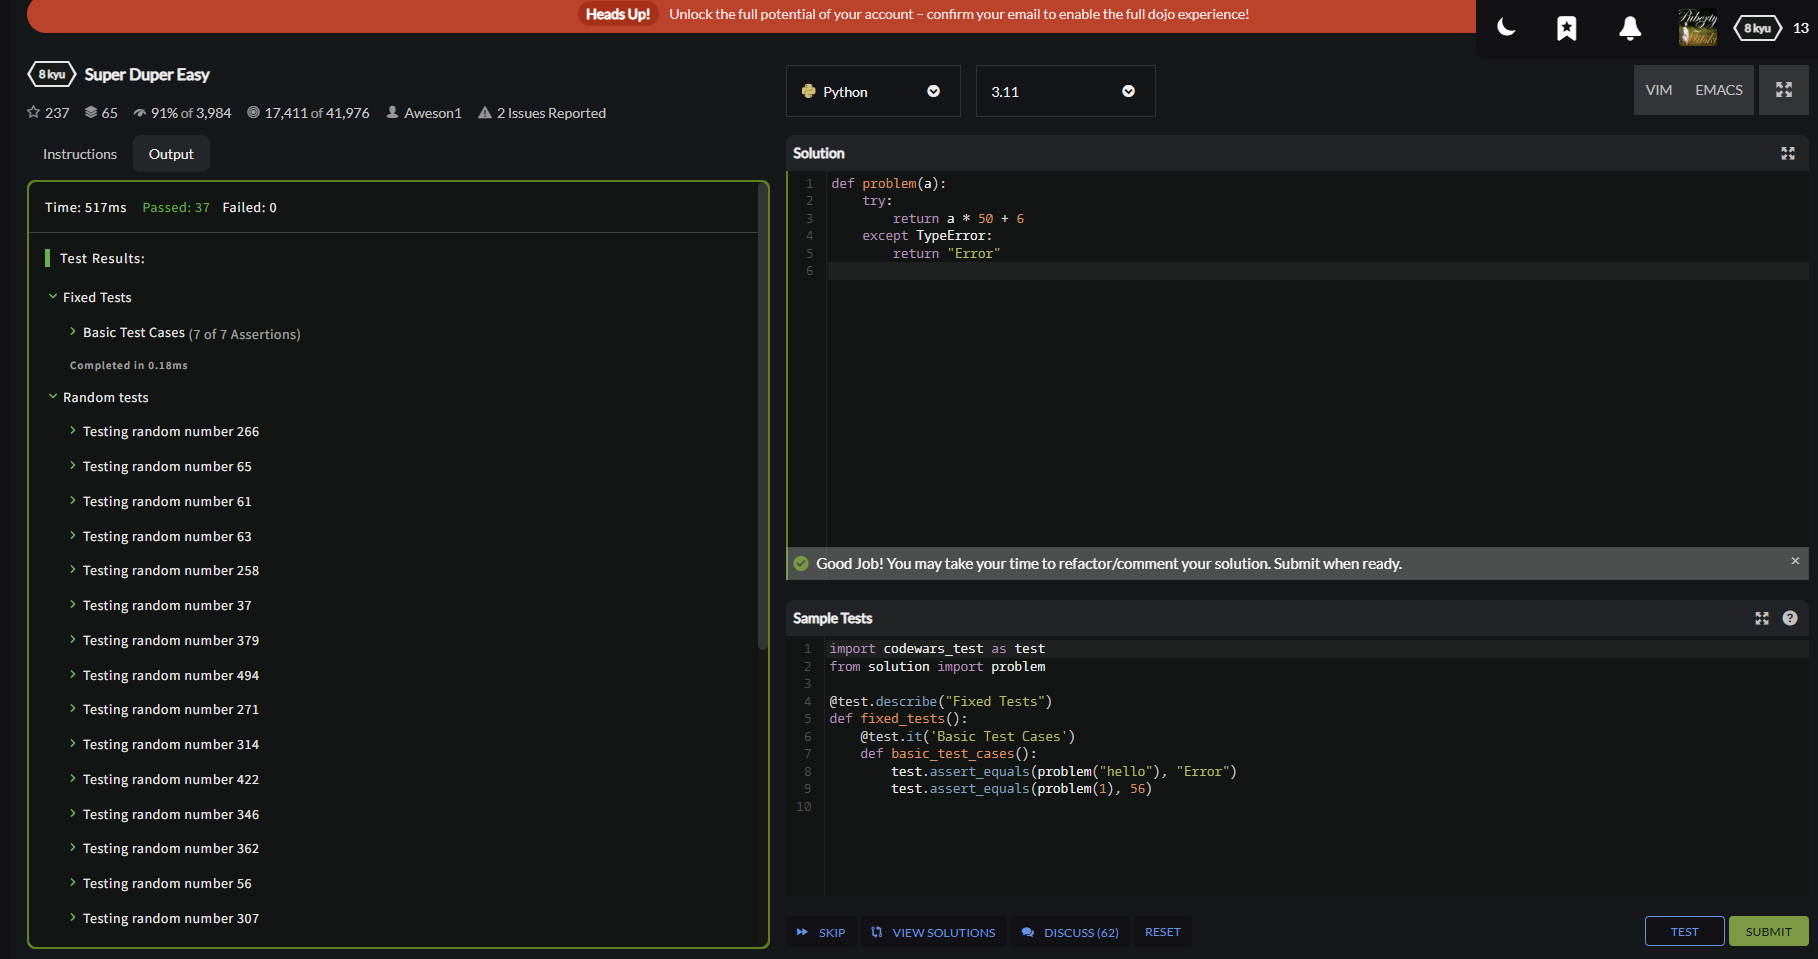 Heads Up! Unlock the full potential of your account – confirm your email to enable the full dojo experience!
8 kyu 13
8 kyu Super Duper Easy
237 65 91% of 3,984 17,411 of 41,976 Aweson1 2 Issues Reported
Instructions Output
Time: 517ms Passed: 37 Failed: 0
Test Results:
Fixed Tests
Basic Test Cases (7 of 7 Assertions)
Completed in 0.18ms
Random tests
Testing random number 266
Testing random number 65
Testing random number 61
Testing random number 63
Testing random number 258
Testing random number 37
Testing random number 379
Testing random number 494
Testing random number 271
Testing random number 314
Testing random number 422
Testing random number 346
Testing random number 362
Testing random number 56
Testing random number 307
Python 3.11 VIM EMACS
Solution
1 def problem(a):
2     try:
3         return a * 50 + 6
4     except TypeError:
5         return "Error"
6
Good Job! You may take your time to refactor/comment your solution. Submit when ready.
Sample Tests
1 import codewars_test as test
2 from solution import problem
3
4 @test.describe("Fixed Tests")
5 def fixed_tests():
6     @test.it('Basic Test Cases')
7     def basic_test_cases():
8         test.assert_equals(problem("hello"), "Error")
9         test.assert_equals(problem(1), 56)
10
SKIP VIEW SOLUTIONS DISCUSS (62) RESET TEST SUBMIT